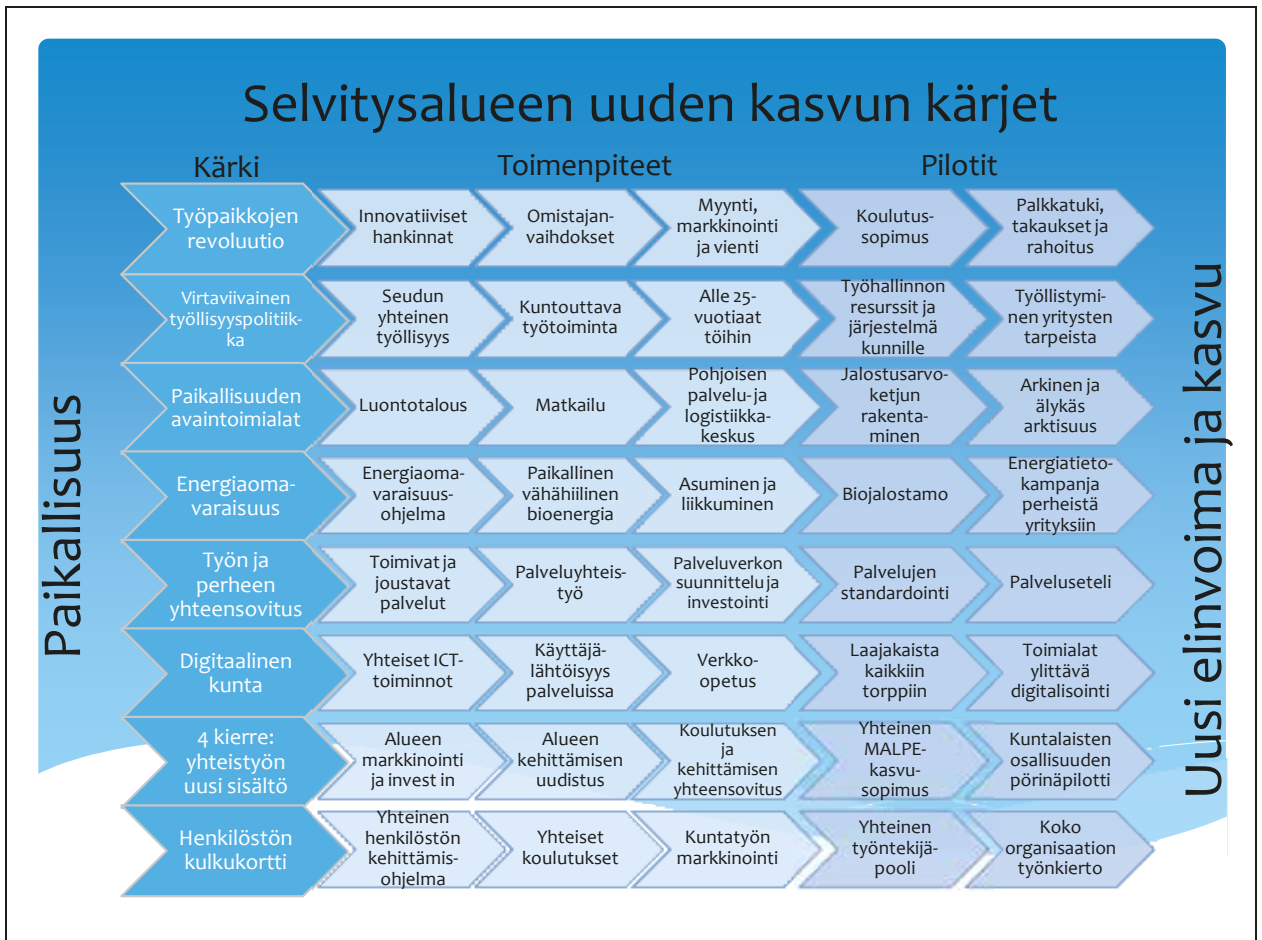 Selvitysalueen uuden kasvun kärjet
Kärki
Toimenpiteet
Pilotit
Paikallisuus
Työpaikkojen
revoluutio
Innovatiiviset
hankinnat
Omistajan-
vaihdokset
Myynti,
markkinointi
ja vienti
Koulutus-
sopimus
Palkkatuki,
takaukset ja
rahoitus
Virtaviivainen
työllisyyspolitiik-
ka
Seudun
yhteinen
työllisyys
Kuntouttava
työtoiminta
Alle 25-
vuotiaat
töihin
Työhallinnon
resurssit ja
järjestelmä
kunnille
Työllistymi-
nen yritysten
tarpeista
Paikallisuuden
avaintoimialat
Luontotalous
Matkailu
Pohjoisen
palvelu- ja
logistiikka-
keskus
Jalostusarvo-
ketjun
rakenta-
minen
Arkinen ja
älykäs
arktisuus
Energiaoma-
varaisuus
Energiaoma-
varaisuus-
ohjelma
Paikallinen
vähähiilinen
bioenergia
Asuminen ja
liikkuminen
Biojalostamo
Energiatieto-
kampanja
perheistä
yrityksiin
Työn ja
perheen
yhteensovitus
Toimivat ja
joustavat
palvelut
Palveluyhteis-
työ
Palveluverkon
suunnittelu ja
investointi
Palvelujen
standardointi
Palveluseteli
Digitaalinen
kunta
Yhteiset ICT-
toiminnot
Käyttäjä-
lähtöisyys
palveluissa
Verkko-
opetus
Laajakaista
kaikkiin
torppiin
Toimialat
ylittävä
digitalisointi
4 kierre:
yhteistyön
uusi sisältö
Alueen
markkinointi
ja invest in
Alueen
kehittämisen
uudistus
Koulutuksen
ja
kehittämisen
yhteensovitus
Yhteinen
MALPE-
kasvu-
sopimus
Kuntalaisten
osallisuuden
pörinäpilotti
Henkilöstön
kulkukortti
Yhteinen
henkilöstön
kehittämis-
ohjelma
Yhteiset
koulutukset
Kuntatyön
markkinointi
Yhteinen
työntekijä-
pooli
Koko
organisaation
työnkierto
Uusi elinvoima ja kasvu